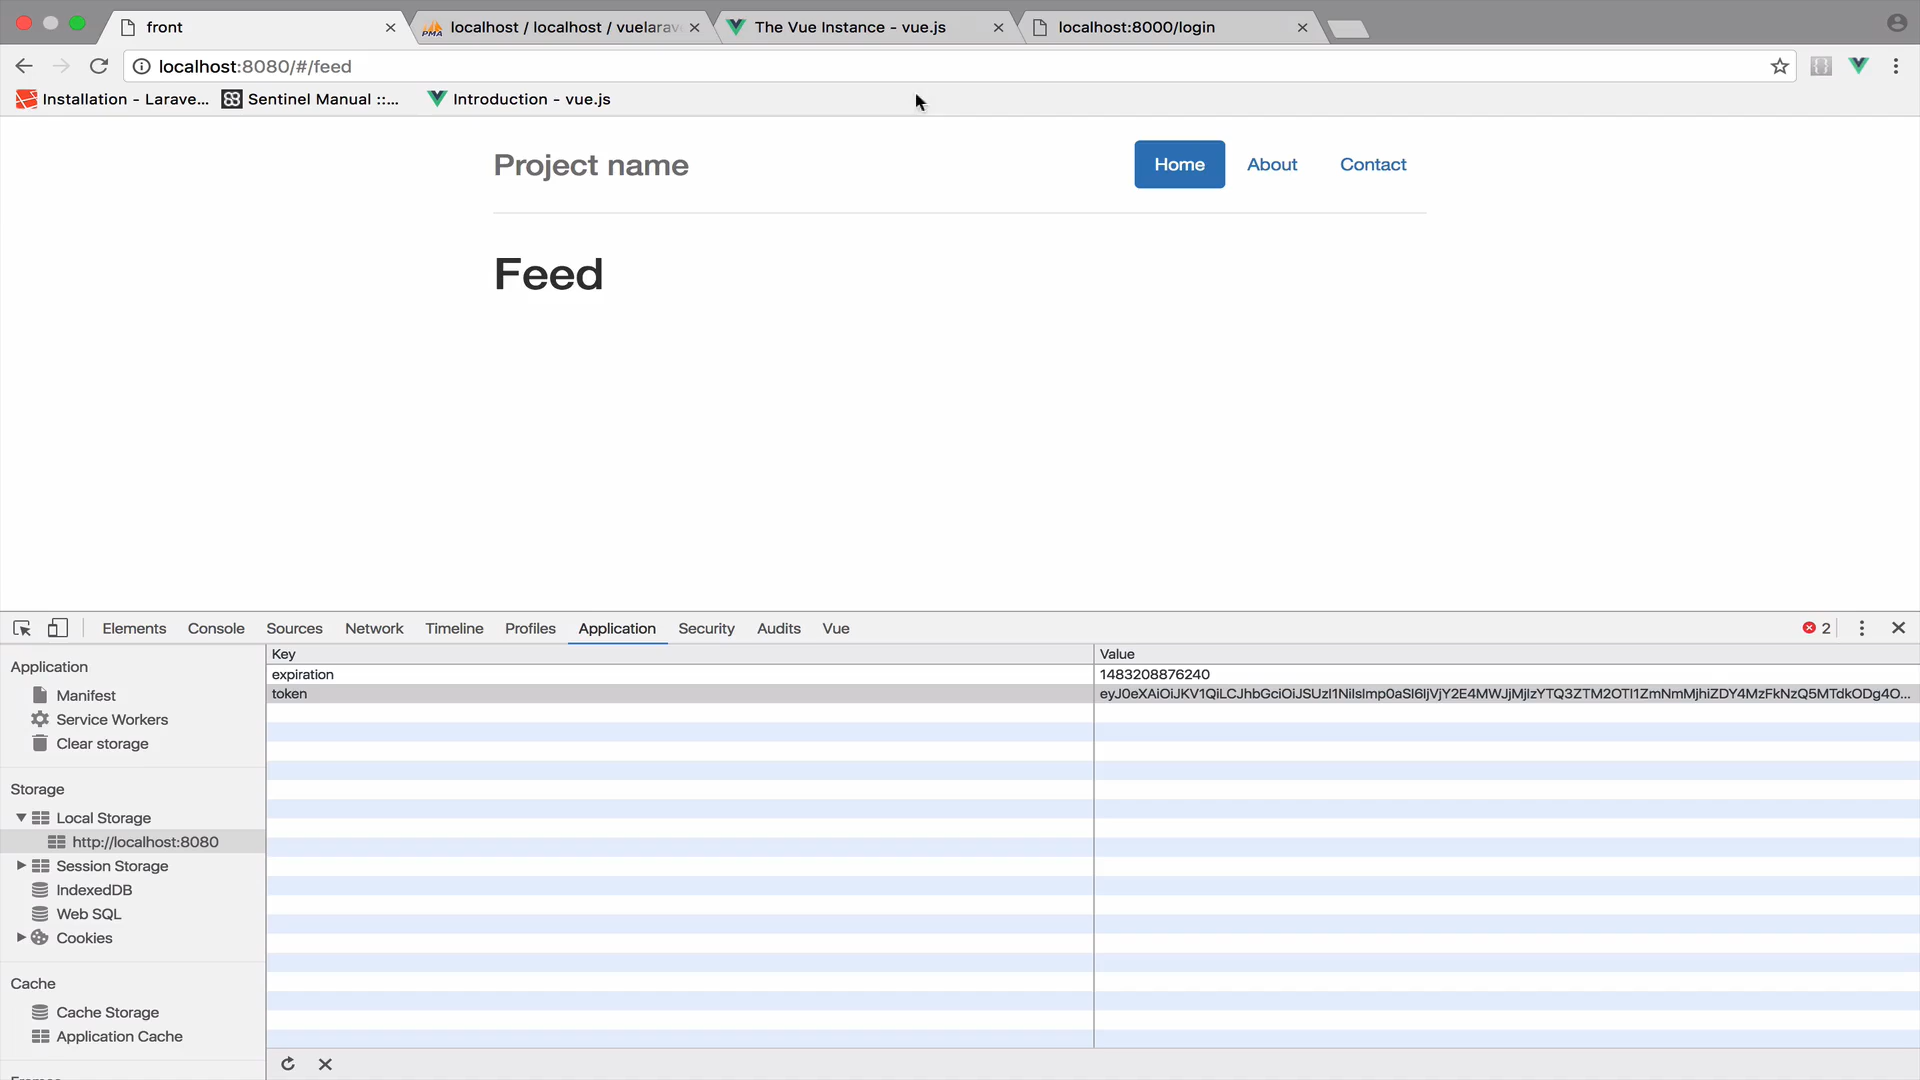 front
localhost / localhost / vuelarav
The Vue Instance - vue.js
localhost:8000/login
localhost:8080/#/feed
Installation - Larave...
Sentinel Manual ::...
Introduction - vue.js
Project name
Home
About
Contact
Feed
Elements
Console
Sources
Network
Timeline
Profiles
Application
Security
Audits
Vue
2
Application
Manifest
Service Workers
Clear storage
Storage
Local Storage
http://localhost:8080
Session Storage
IndexedDB
Web SQL
Cookies
Cache
Cache Storage
Application Cache
Key
Value
expiration
1483208876240
token